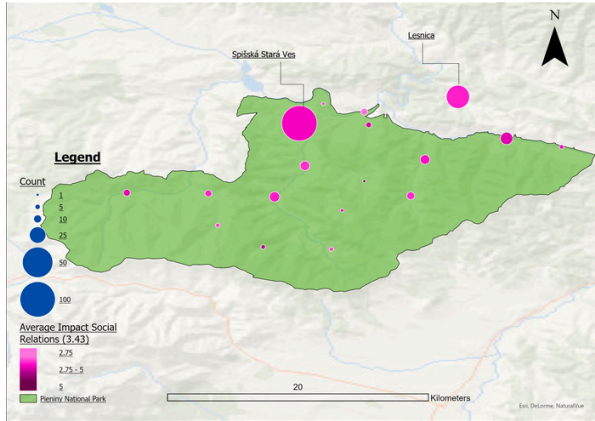 N
Lesnica
Spišská Stará Ves
Legend
Count
1
5
10
25
50
100
Average Impact Social
Relations (3.43)
2.75
2.75 - 5
5
Pieniny National Park
20
Kilometers
Esri, DeLorme, NaturalVue